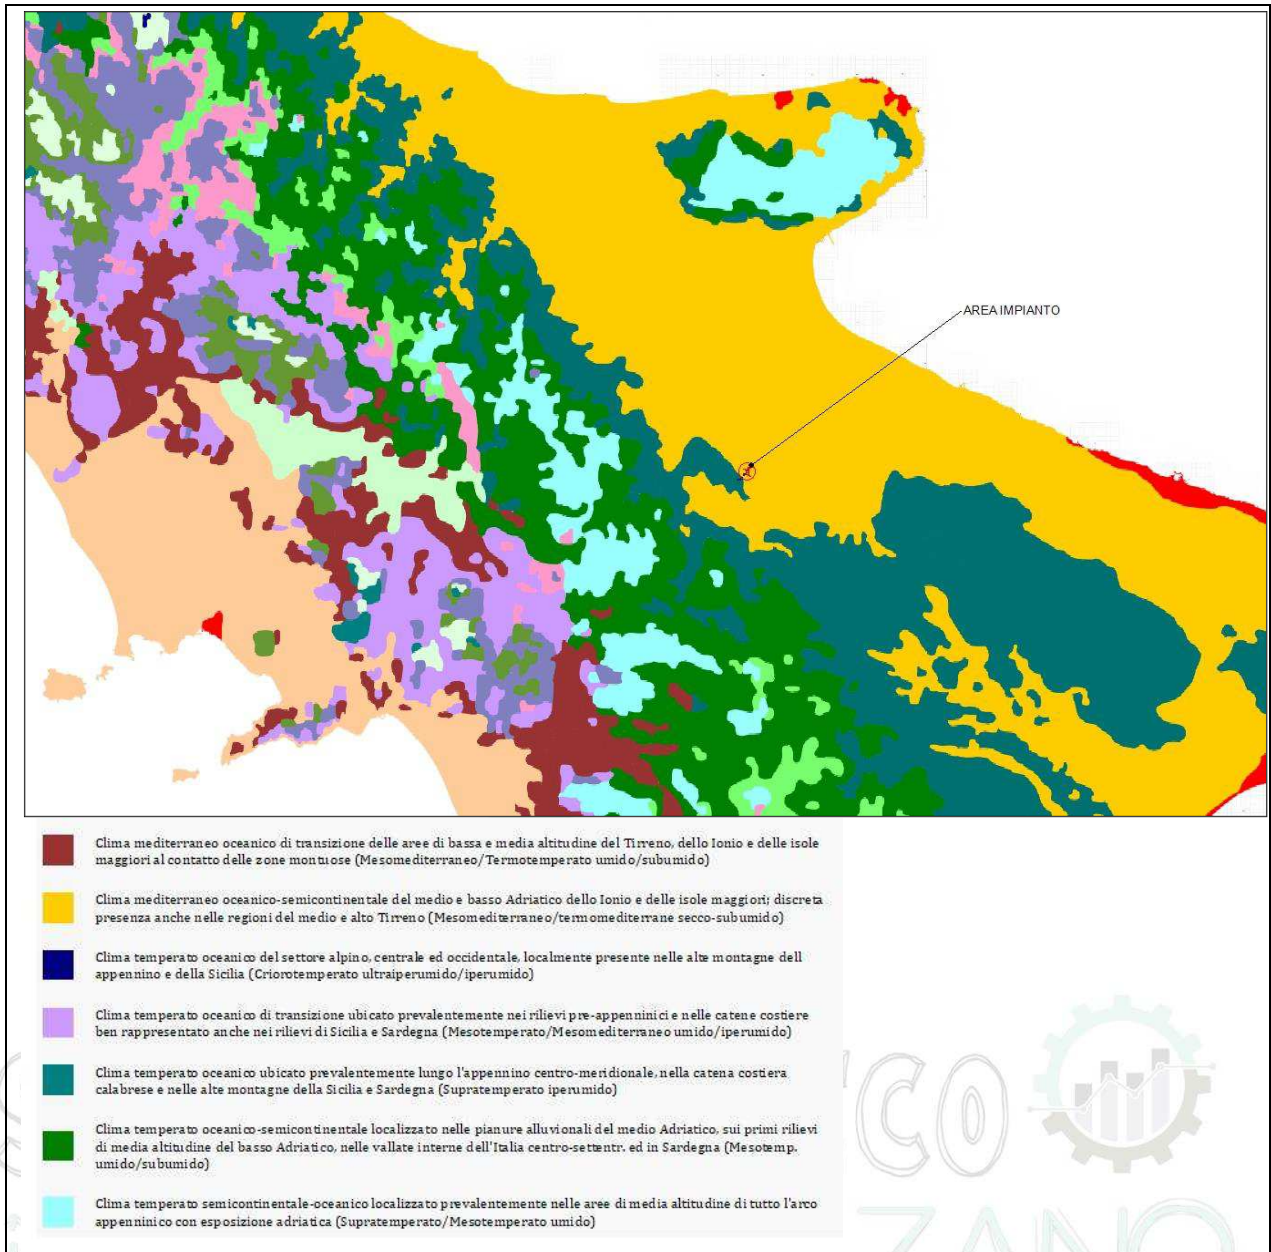 AREA IMPIANTO
Clima mediterraneo oceanico di transizione delle aree di bassa e media altitudine del Tirreno, dello Ionio e delle isole
maggiori al contatto delle zone montuose (Mesomediterraneo/Termotemperato umido/subumido)
Clima mediterraneo oceanico-semicontinentale del medio e basso Adriatico dello Ionio e delle isole maggiori; discreta
presenza anche nelle regioni del medio e alto Tirreno (Mesomediterraneo/termomediterrane secco-subumido)
Clima temperato oceanico del settore alpino, centrale ed occidentale, localmente presente nelle alte montagne dell
appennino e della Sicilia (Criorotemperato ultraiperumido/iperumido)
Clima temperato oceanico di transizione ubicato prevalentemente nei rilievi pre-appenninici e nelle catene costiere
ben rappresentato anche nei rilievi di Sicilia e Sardegna (Mesotemperato/Mesomediterraneo umido/iperumido)
Clima temperato oceanico ubicato prevalentemente lungo l'appennino centro-meridionale, nella catena costiera
calabrese e nelle alte montagne della Sicilia e Sardegna (Supratemperato iperumido)
Clima temperato oceanico-semicontinentale localizzato nelle pianure alluvionali del medio Adriatico, sui primi rilievi
di media altitudine del basso Adriatico, nelle vallate interne dell'Italia centro-settentr. ed in Sardegna (Mesotemp.
umido/subumido)
Clima temperato semicontinentale-oceanico localizzato prevalentemente nelle aree di media altitudine di tutto l'arco
appenninico con esposizione adriatica (Supratemperato/Mesotemperato umido)